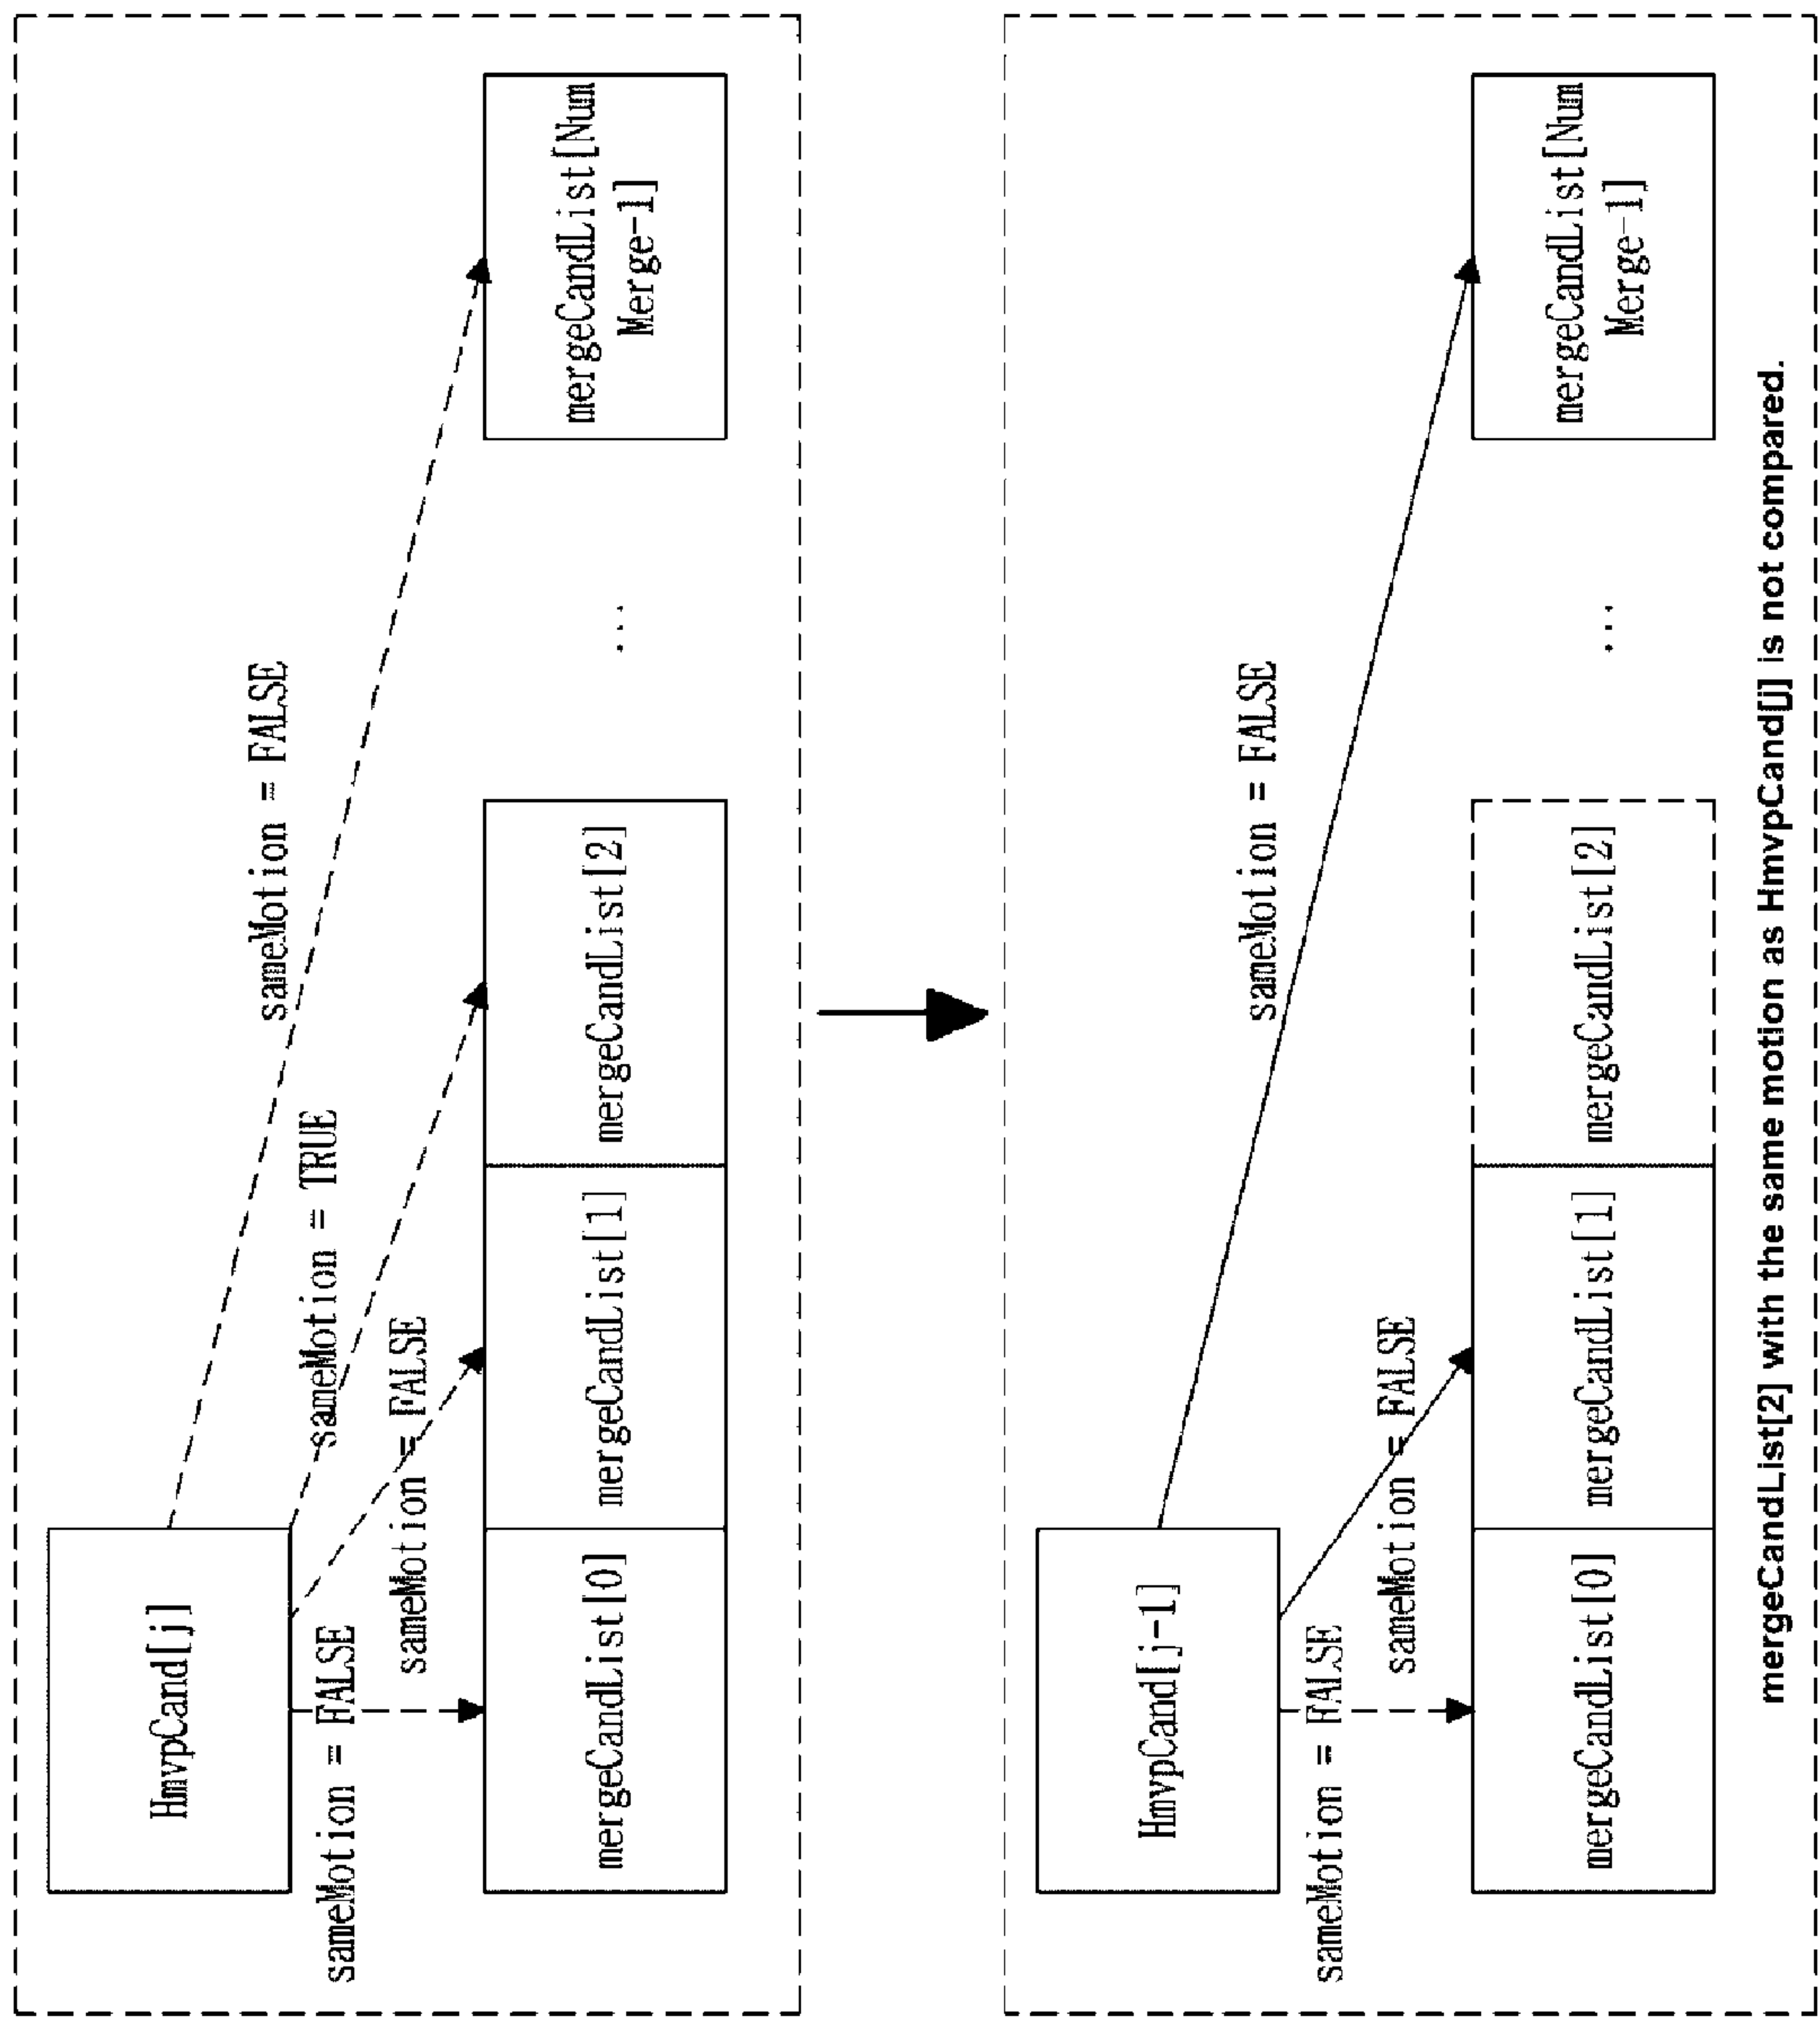 HmvpCand[j]
sameMotion = FALSE
sameMotion = FALSE
sameMotion = TRUE
sameMotion = FALSE
mergeCandList[0]
mergeCandList[1]
mergeCandList[2]
...
mergeCandList[Num
Merge-1]
HmvpCand[j-1]
sameMotion = FALSE
sameMotion = FALSE
sameMotion = FALSE
mergeCandList[0]
mergeCandList[1]
mergeCandList[2]
...
mergeCandList[Num
Merge-1]
mergeCandList[2] with the same motion as HmvpCand[j] is not compared.